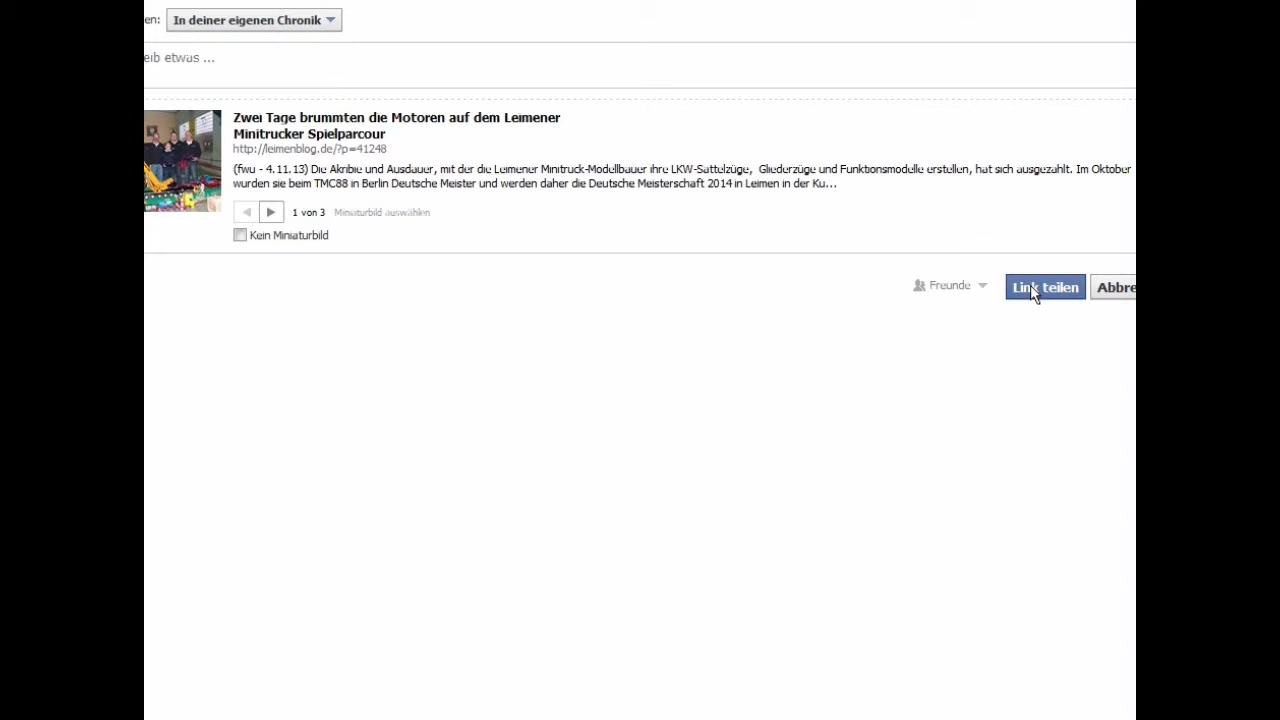 en: In deiner eigenen Chronik
eib etwas ...
Zwei Tage brummten die Motoren auf dem Leimener
Minitrucker Spielparcour
http://leimenblog.de/?p=41248
(fwu - 4.11.13) Die Akribie und Ausdauer, mit der die Leimener Minitruck-Modellbauer ihre LKW-Sattelzüge, Gliederzüge und Funktionsmodelle erstellen, hat sich ausgezahlt. Im Oktober
wurden sie beim TMC88 in Berlin Deutsche Meister und werden daher die Deutsche Meisterschaft 2014 in Leimen in der Ku...
1 von 3 Miniaturbild auswählen
Kein Miniaturbild
Freunde Link teilen Abbre